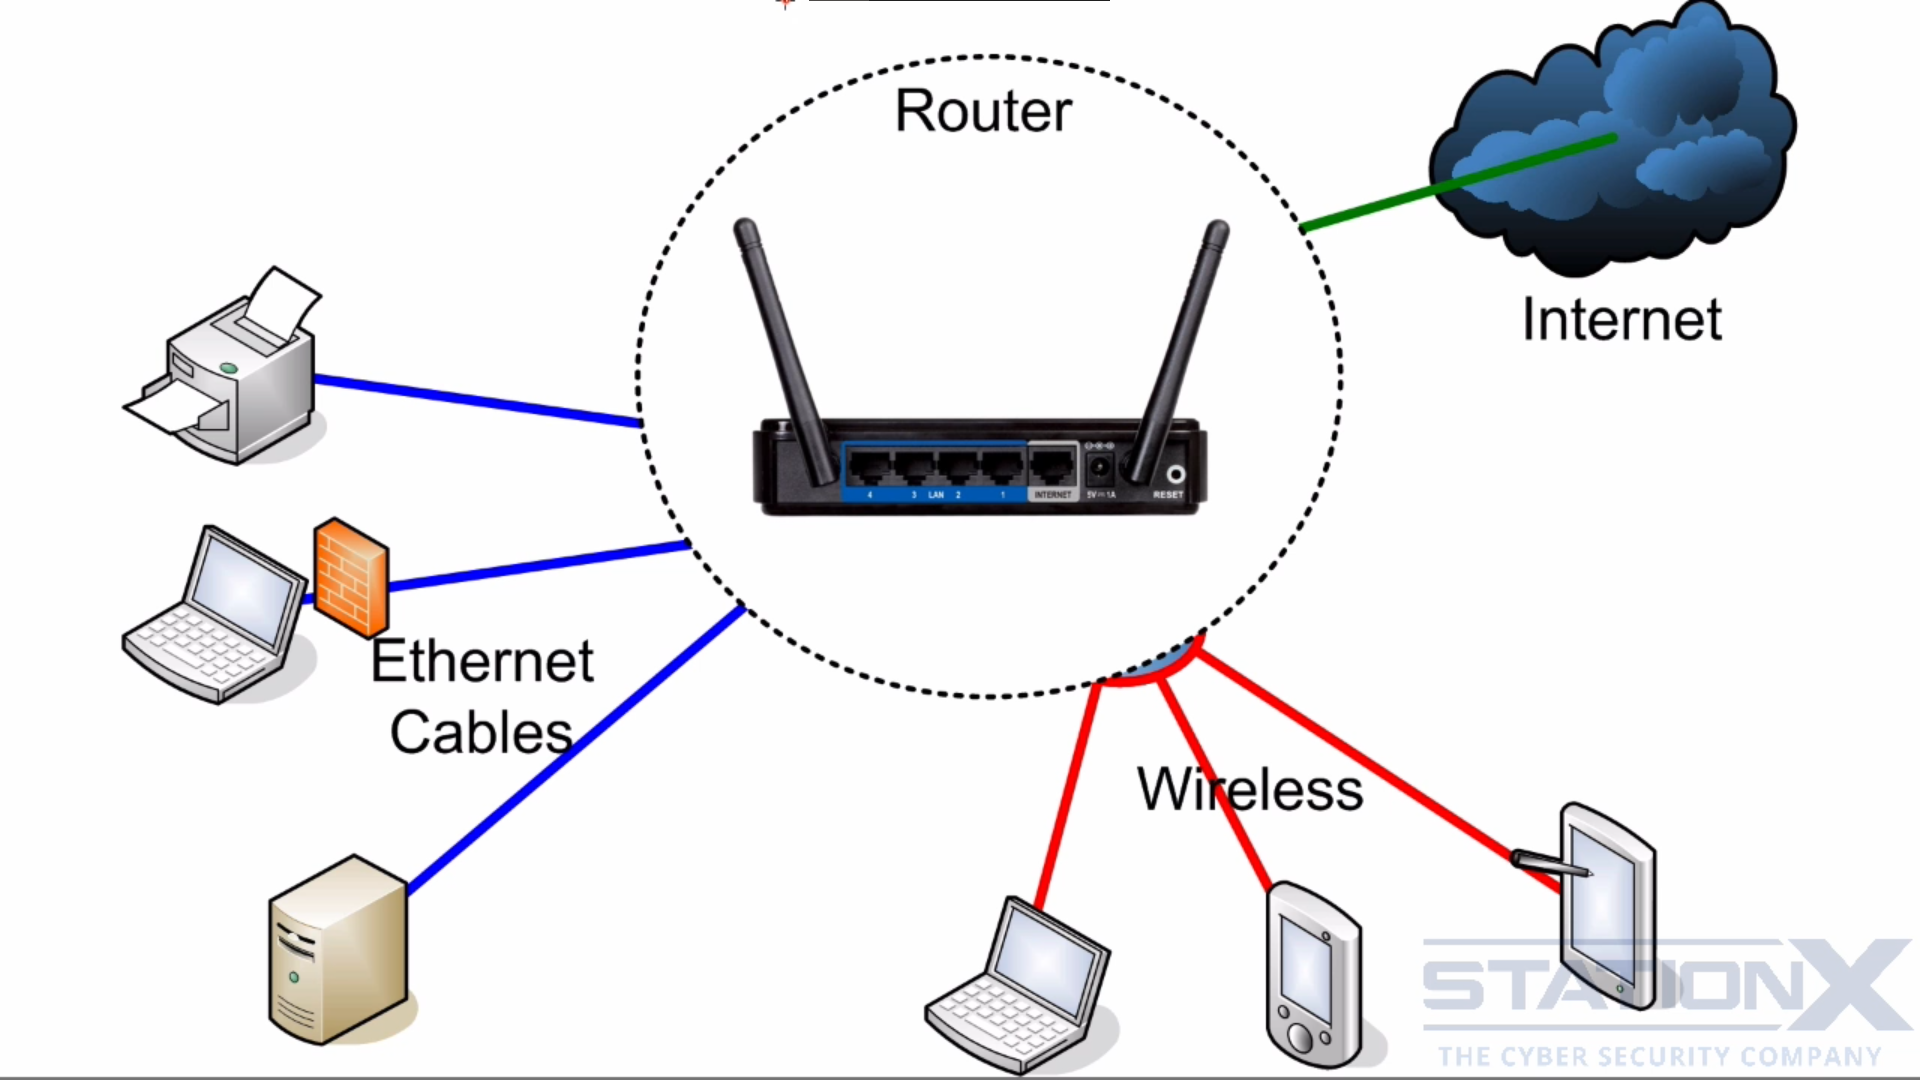 Router
Internet
4 3 LAN 2 1 INTERNET 5V 1A RESET
Ethernet
Cables
Wireless
STATIONX
THE CYBER SECURITY COMPANY